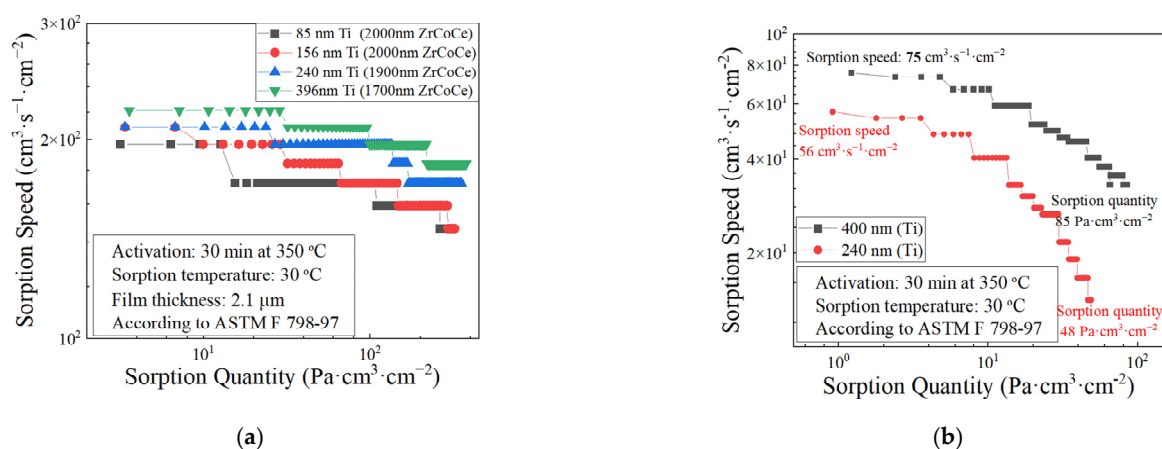 3×10²
2×10²
10²
Sorption Speed (cm³·s⁻¹·cm⁻²)
85 nm Ti (2000nm ZrCoCe)
156 nm Ti (2000nm ZrCoCe)
240 nm Ti (1900nm ZrCoCe)
396nm Ti (1700nm ZrCoCe)
Activation: 30 min at 350 ºC
Sorption temperature: 30 ºC
Film thickness: 2.1 μm
According to ASTM F 798-97
10¹
10²
Sorption Quantity (Pa·cm³·cm⁻²)
(a)
10²
8×10¹
6×10¹
4×10¹
2×10¹
Sorption Speed (cm³·s⁻¹·cm⁻²)
Sorption speed: 75 cm³·s⁻¹·cm⁻²
Sorption speed
56 cm³·s⁻¹·cm⁻²
Sorption quantity
85 Pa·cm³·cm⁻²
400 nm (Ti)
240 nm (Ti)
Activation: 30 min at 350 ºC
Sorption temperature: 30 ºC
According to ASTM F 798-97
Sorption quantity
48 Pa·cm³·cm⁻²
10⁰
10¹
10²
Sorption Quantity (Pa·cm³·cm⁻²)
(b)